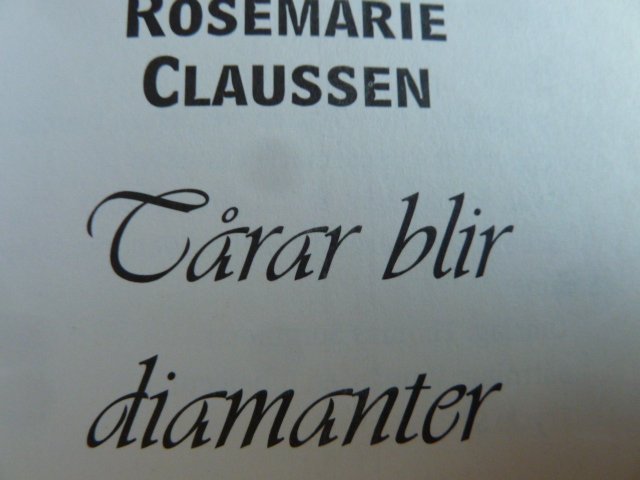 ROSEMARIE
CLAUSSEN
Tårar blir
diamanter